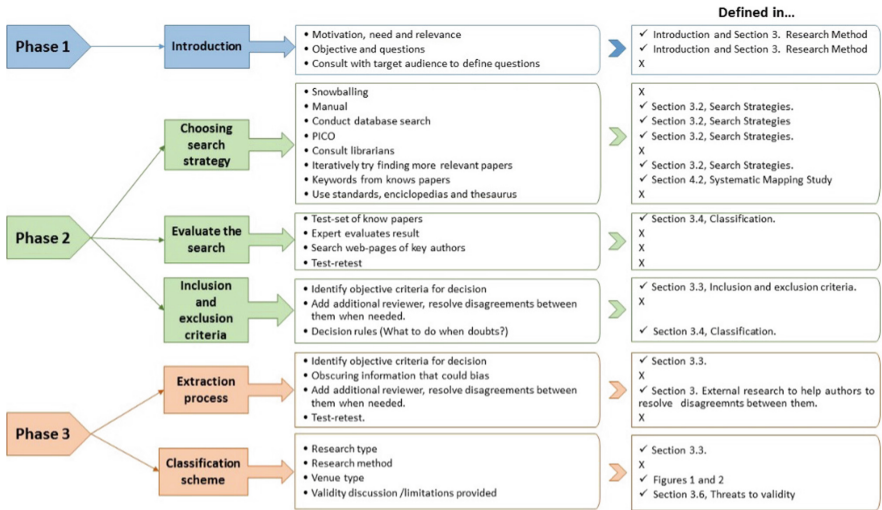 Defined in...
Phase 1
Introduction
• Motivation, need and relevance
• Objective and questions
• Consult with target audience to define questions
✓ Introduction and Section 3. Research Method
✓ Introduction and Section 3. Research Method
X
Phase 2
Choosing
search
strategy
• Snowballing
• Manual
• Conduct database search
• PICO
• Consult librarians
• Iteratively try finding more relevant papers
• Keywords from knows papers
• Use standards, enciclopedias and thesaurus
X
✓ Section 3.2, Search Strategies.
✓ Section 3.2, Search Strategies
✓ Section 3.2, Search Strategies.
X
✓ Section 3.2, Search Strategies.
✓ Section 4.2, Systematic Mapping Study
X
Evaluate the
search
• Test-set of know papers
• Expert evaluates result
• Search web-pages of key authors
• Test-retest
✓ Section 3.4, Classification.
X
X
X
Inclusion
and
exclusion
criteria
• Identify objective criteria for decision
• Add additional reviewer, resolve disagreements between
them when needed.
• Decision rules (What to do when doubts?)
✓ Section 3.3, Inclusion and exclusion criteria.
X
✓ Section 3.4, Classification.
Phase 3
Extraction
process
• Identify objective criteria for decision
• Obscuring information that could bias
• Add additional reviewer, resolve disagreements between
them when needed.
• Test-retest.
✓ Section 3.3.
X
✓ Section 3. External research to help authors to
resolve disagreemnts between them.
X
Classification
scheme
• Research type
• Research method
• Venue type
• Validity discussion /limitations provided
✓ Section 3.3.
X
✓ Figures 1 and 2
✓ Section 3.6, Threats to validity